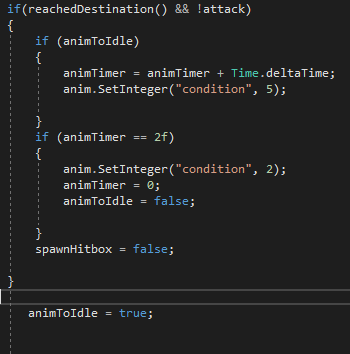 if(reachedDestination() && !attack)
{
if (animToIdle)
{
animTimer = animTimer + Time.deltaTime;
anim.SetInteger("condition", 5);
}
if (animTimer == 2f)
{
anim.SetInteger("condition", 2);
animTimer = 0;
animToIdle = false;
}
spawnHitbox = false;
}
animToIdle = true;